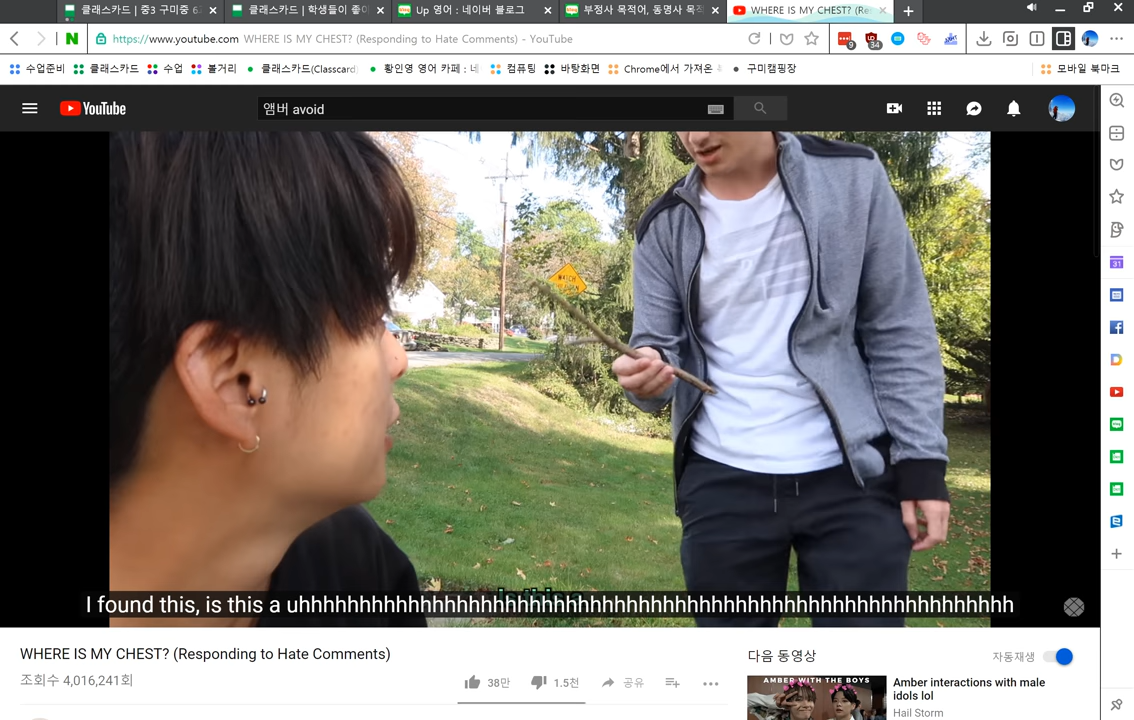 클래스카드 | 중3 구미중 6.
클래스카드 | 학생들이 좋아
Up 영어 : 네이버 블로그
부정사 목적어, 동명사 목적
WHERE IS MY CHEST? (Re
https://www.youtube.com WHERE IS MY CHEST? (Responding to Hate Comments) - YouTube
9
34
수업준비
클래스카드
수업
볼거리
클래스카드(Classcard
황인영 영어 카페 : 네
컴퓨팅
바탕화면
Chrome에서 가져온
구미캠핑장
모바일 북마크
YouTube
앰버 avoid
31
WATCH
I found this, is this a uhhhhhhhhhhhhhhhhhhhhhhhhhhhhhhhhhhhhhhhhhhhhhhhhhhhhhhhhhhh
WHERE IS MY CHEST? (Responding to Hate Comments)
조회수 4,016,241회
38만
1.5천
공유
다음 동영상
자동재생
AMBER WITH THE BOYS
Amber interactions with male
idols lol
Hail Storm